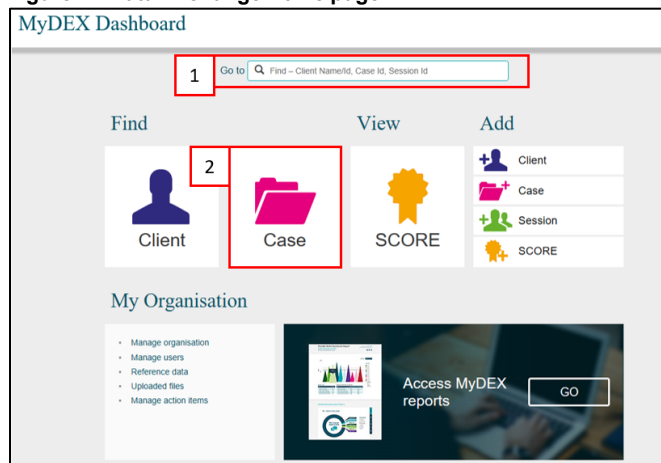 MyDEX Dashboard
1
Go to
Find – Client Name/Id, Case Id, Session Id
Find
View
Add
2
Client
Case
SCORE
Client
Case
Session
SCORE
My Organisation
Manage organisation
Manage users
Reference data
Uploaded files
Manage action items
Access MyDEX
reports
GO